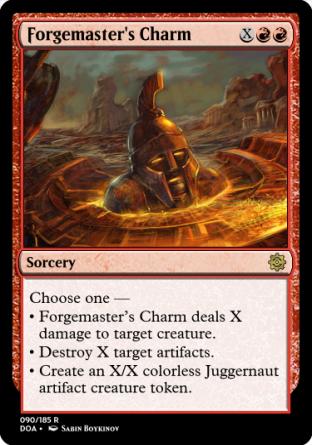 Forgemaster's Charm XRR
Sorcery
Choose one —
• Forgemaster's Charm deals X
damage to target creature.
• Destroy X target artifacts.
• Create an X/X colorless Juggernaut
artifact creature token.
090/185 R
DOA • Sabin Boykinov